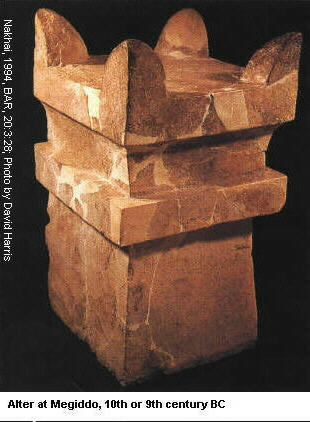 Nakhai, 1994, BAR, 20:3:28; Photo by David Harris
Alter at Megiddo, 10th or 9th century BC